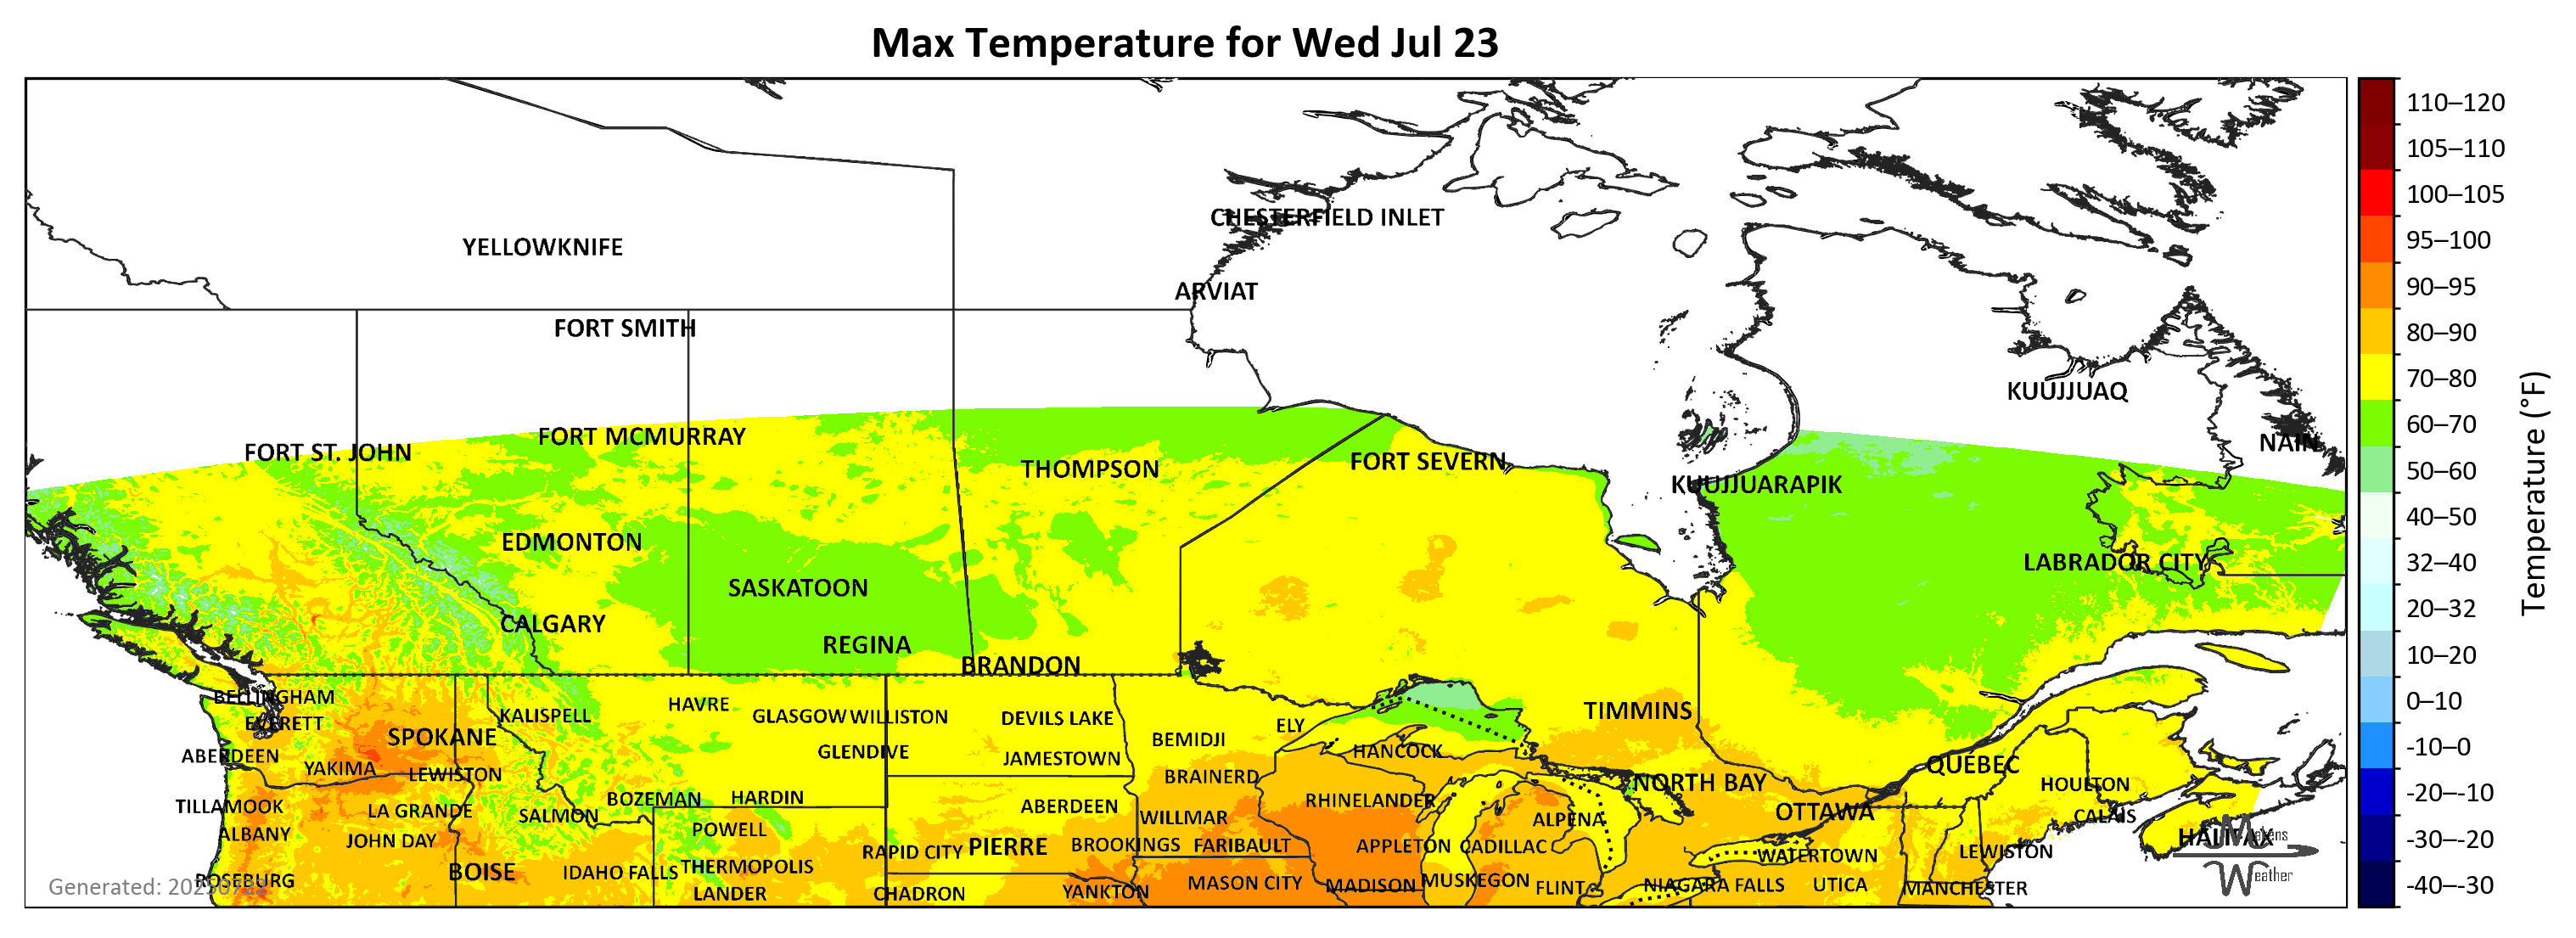 Max Temperature for Wed Jul 23
110–120
105–110
CHESTERFIELD INLET
100–105
YELLOWKNIFE
95–100
ARVIAT
90–95
FORT SMITH
80–90
KUUJJUAQ
70–80
FORT MCMURRAY
60–70
FORT ST. JOHN
NAIN
THOMPSON
FORT SEVERN
50–60
KUUJJUARAPIK
40–50
EDMONTON
LABRADOR CITY
32–40
Temperature (°F)
SASKATOON
20–32
CALGARY
REGINA
10–20
BRANDON
BELLINGHAM
HAVRE
0–10
KALISPELL
GLASGOW
WILLISTON
DEVILS LAKE
TIMMINS
EVERETT
ELY
SPOKANE
BEMIDJI
-10–0
ABERDEEN
GLENDIVE
JAMESTOWN
HANCOCK
QUÉBEC
YAKIMA
LEWISTON
BRAINERD
NORTH BAY
HOULTON
-20–-10
BOZEMAN
HARDIN
RHINELANDER
TILLAMOOK
LA GRANDE
SALMON
ABERDEEN
WILLMAR
ALPENA
OTTAWA
CALAIS
ALBANY
JOHN DAY
POWELL
HALIFAX
Makens
-30–-20
RAPID CITY
PIERRE
BROOKINGS
FARIBAULT
APPLETON
CADILLAC
WATERTOWN
LEWISTON
BOISE
IDAHO FALLS
THERMOPOLIS
Weather
ROSEBURG
MASON CITY
MADISON
MUSKEGON
FLINT
NIAGARA FALLS
UTICA
MANCHESTER
-40–-30
LANDER
CHADRON
YANKTON
Generated: